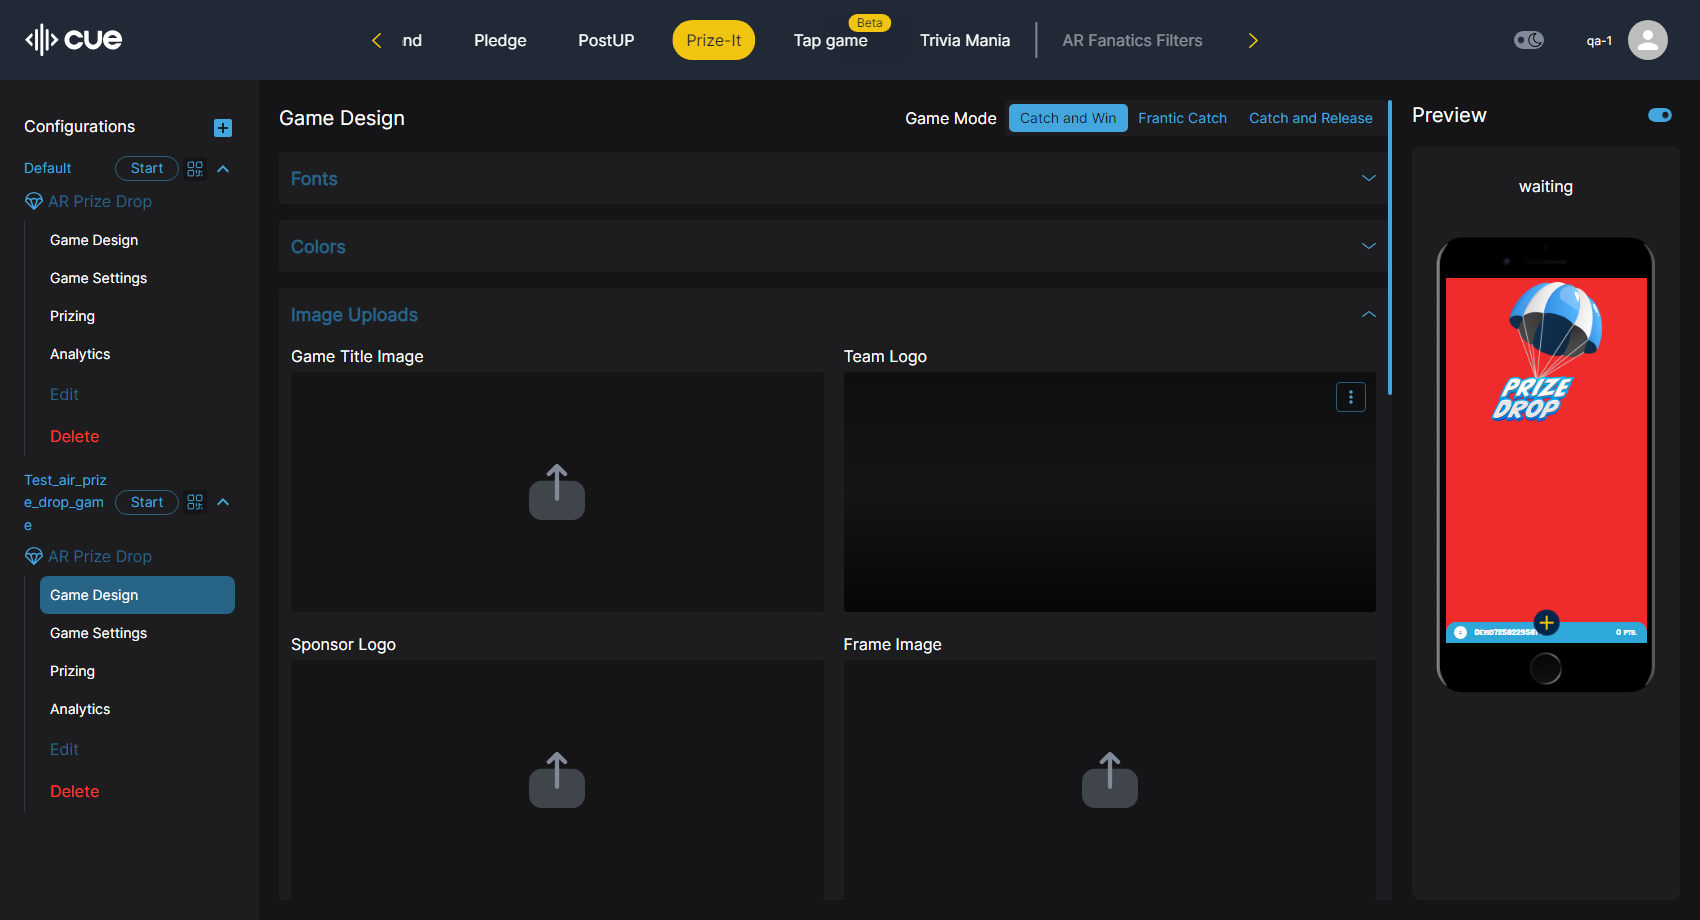 cue
nd
Pledge
PostUP
Prize-It
Beta
Tap game
Trivia Mania
AR Fanatics Filters
qa-1
Configurations
Default
Start
AR Prize Drop
Game Design
Game Settings
Prizing
Analytics
Edit
Delete
Test_air_priz
e_drop_gam
e
Start
AR Prize Drop
Game Design
Game Settings
Prizing
Analytics
Edit
Delete
Game Design
Game Mode
Catch and Win
Frantic Catch
Catch and Release
Fonts
Colors
Image Uploads
Game Title Image
Team Logo
Sponsor Logo
Frame Image
Preview
waiting
PRIZE
DROP
0 PTS.